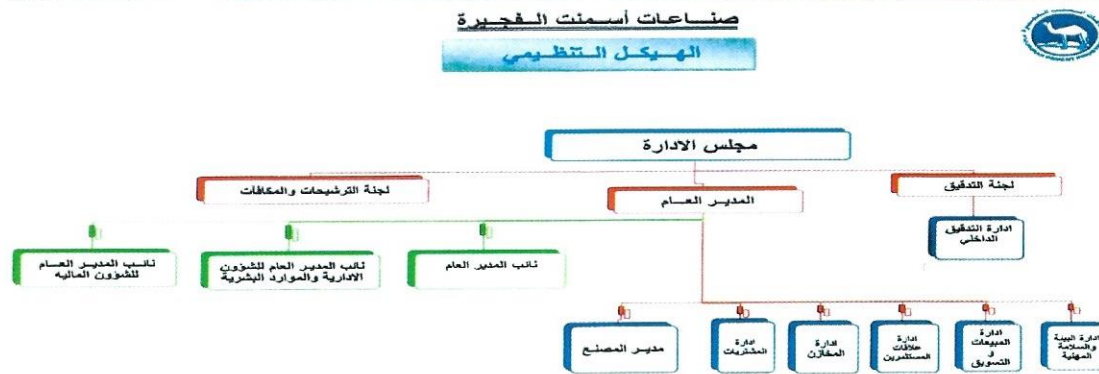 صناعات أسمنت الفجيرة
الهيكل التنظيمي
مجلس الادارة
لجنة التدقيق
المدير العام
لجنة الترشيحات والمكافات
ادارة التدقيق
الداخلي
نائب المدير العام
نائب المدير العام للشؤون
الادارية والموارد البشرية
نائب المدير العام
للشؤون الماليه
ادارة البيئة
والسلامة
المهنية
ادارة
المبيعات
و
التسويق
ادارة
علاقات
المستثمرين
ادارة
المخازن
ادارة
المشتريات
مدير المصنع